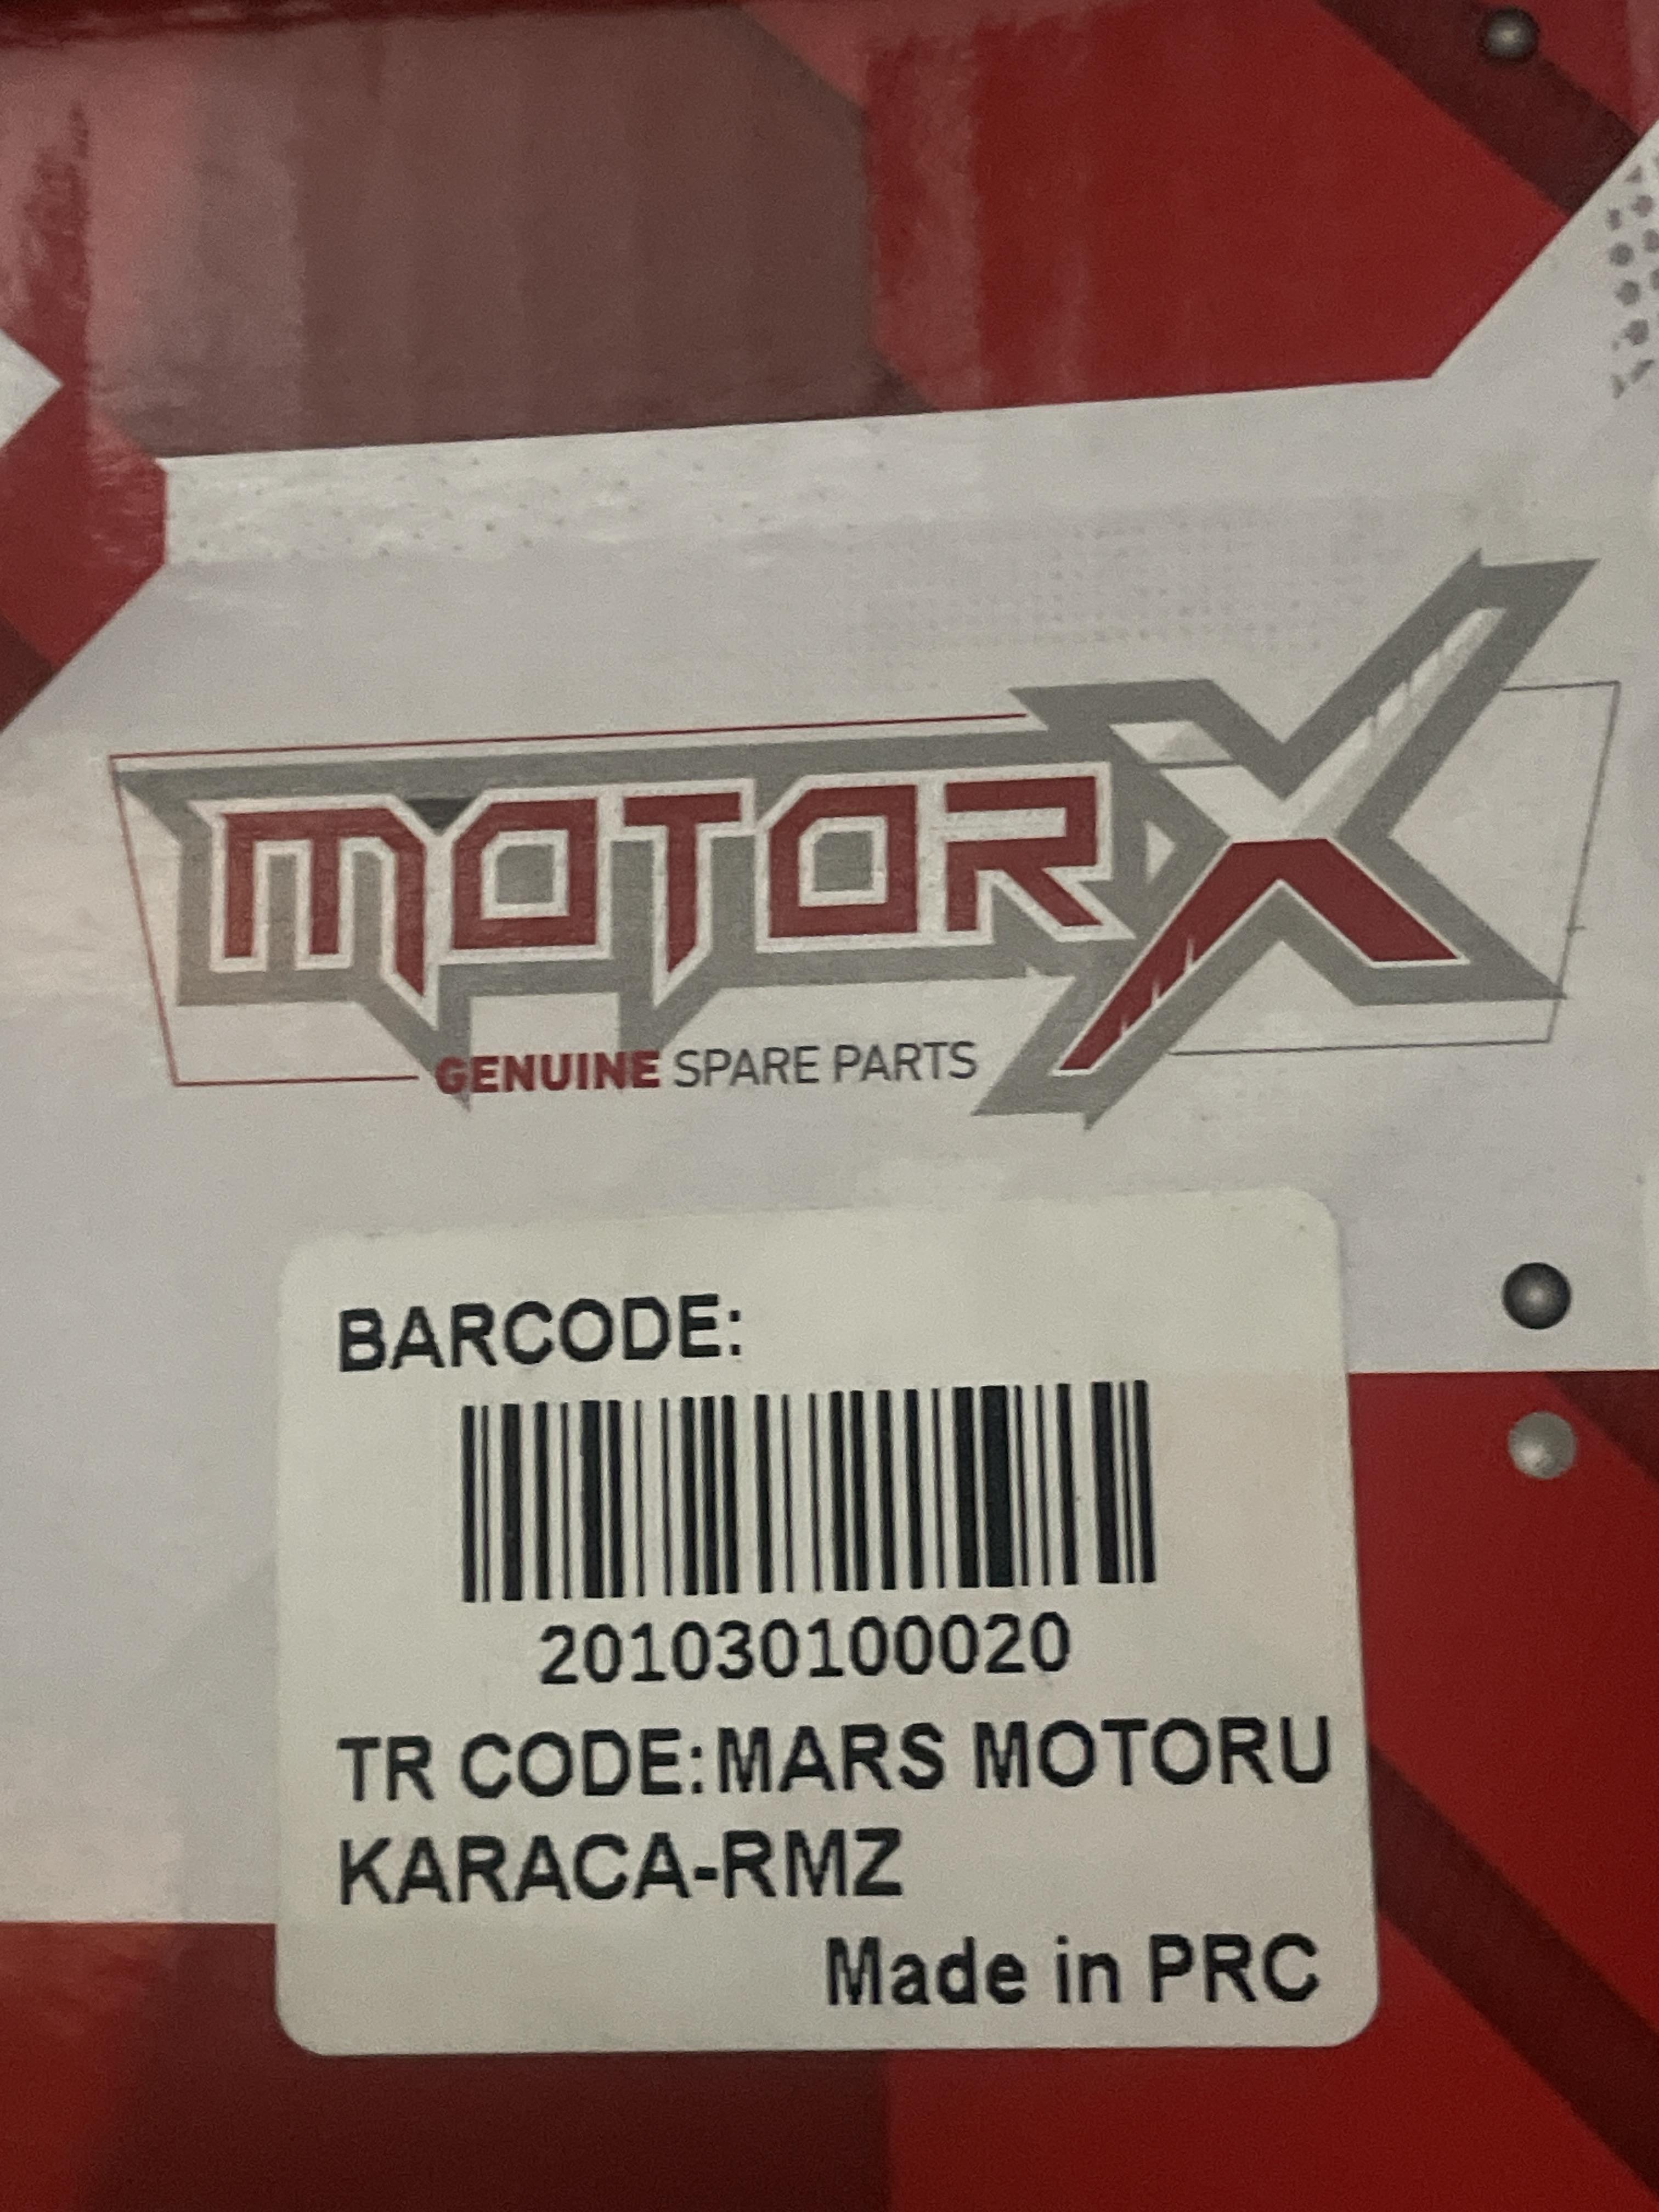 MOTORX
GENUINE SPARE PARTS
BARCODE:
201030100020
TR CODE:MARS MOTORU
KARACA-RMZ
Made in PRC